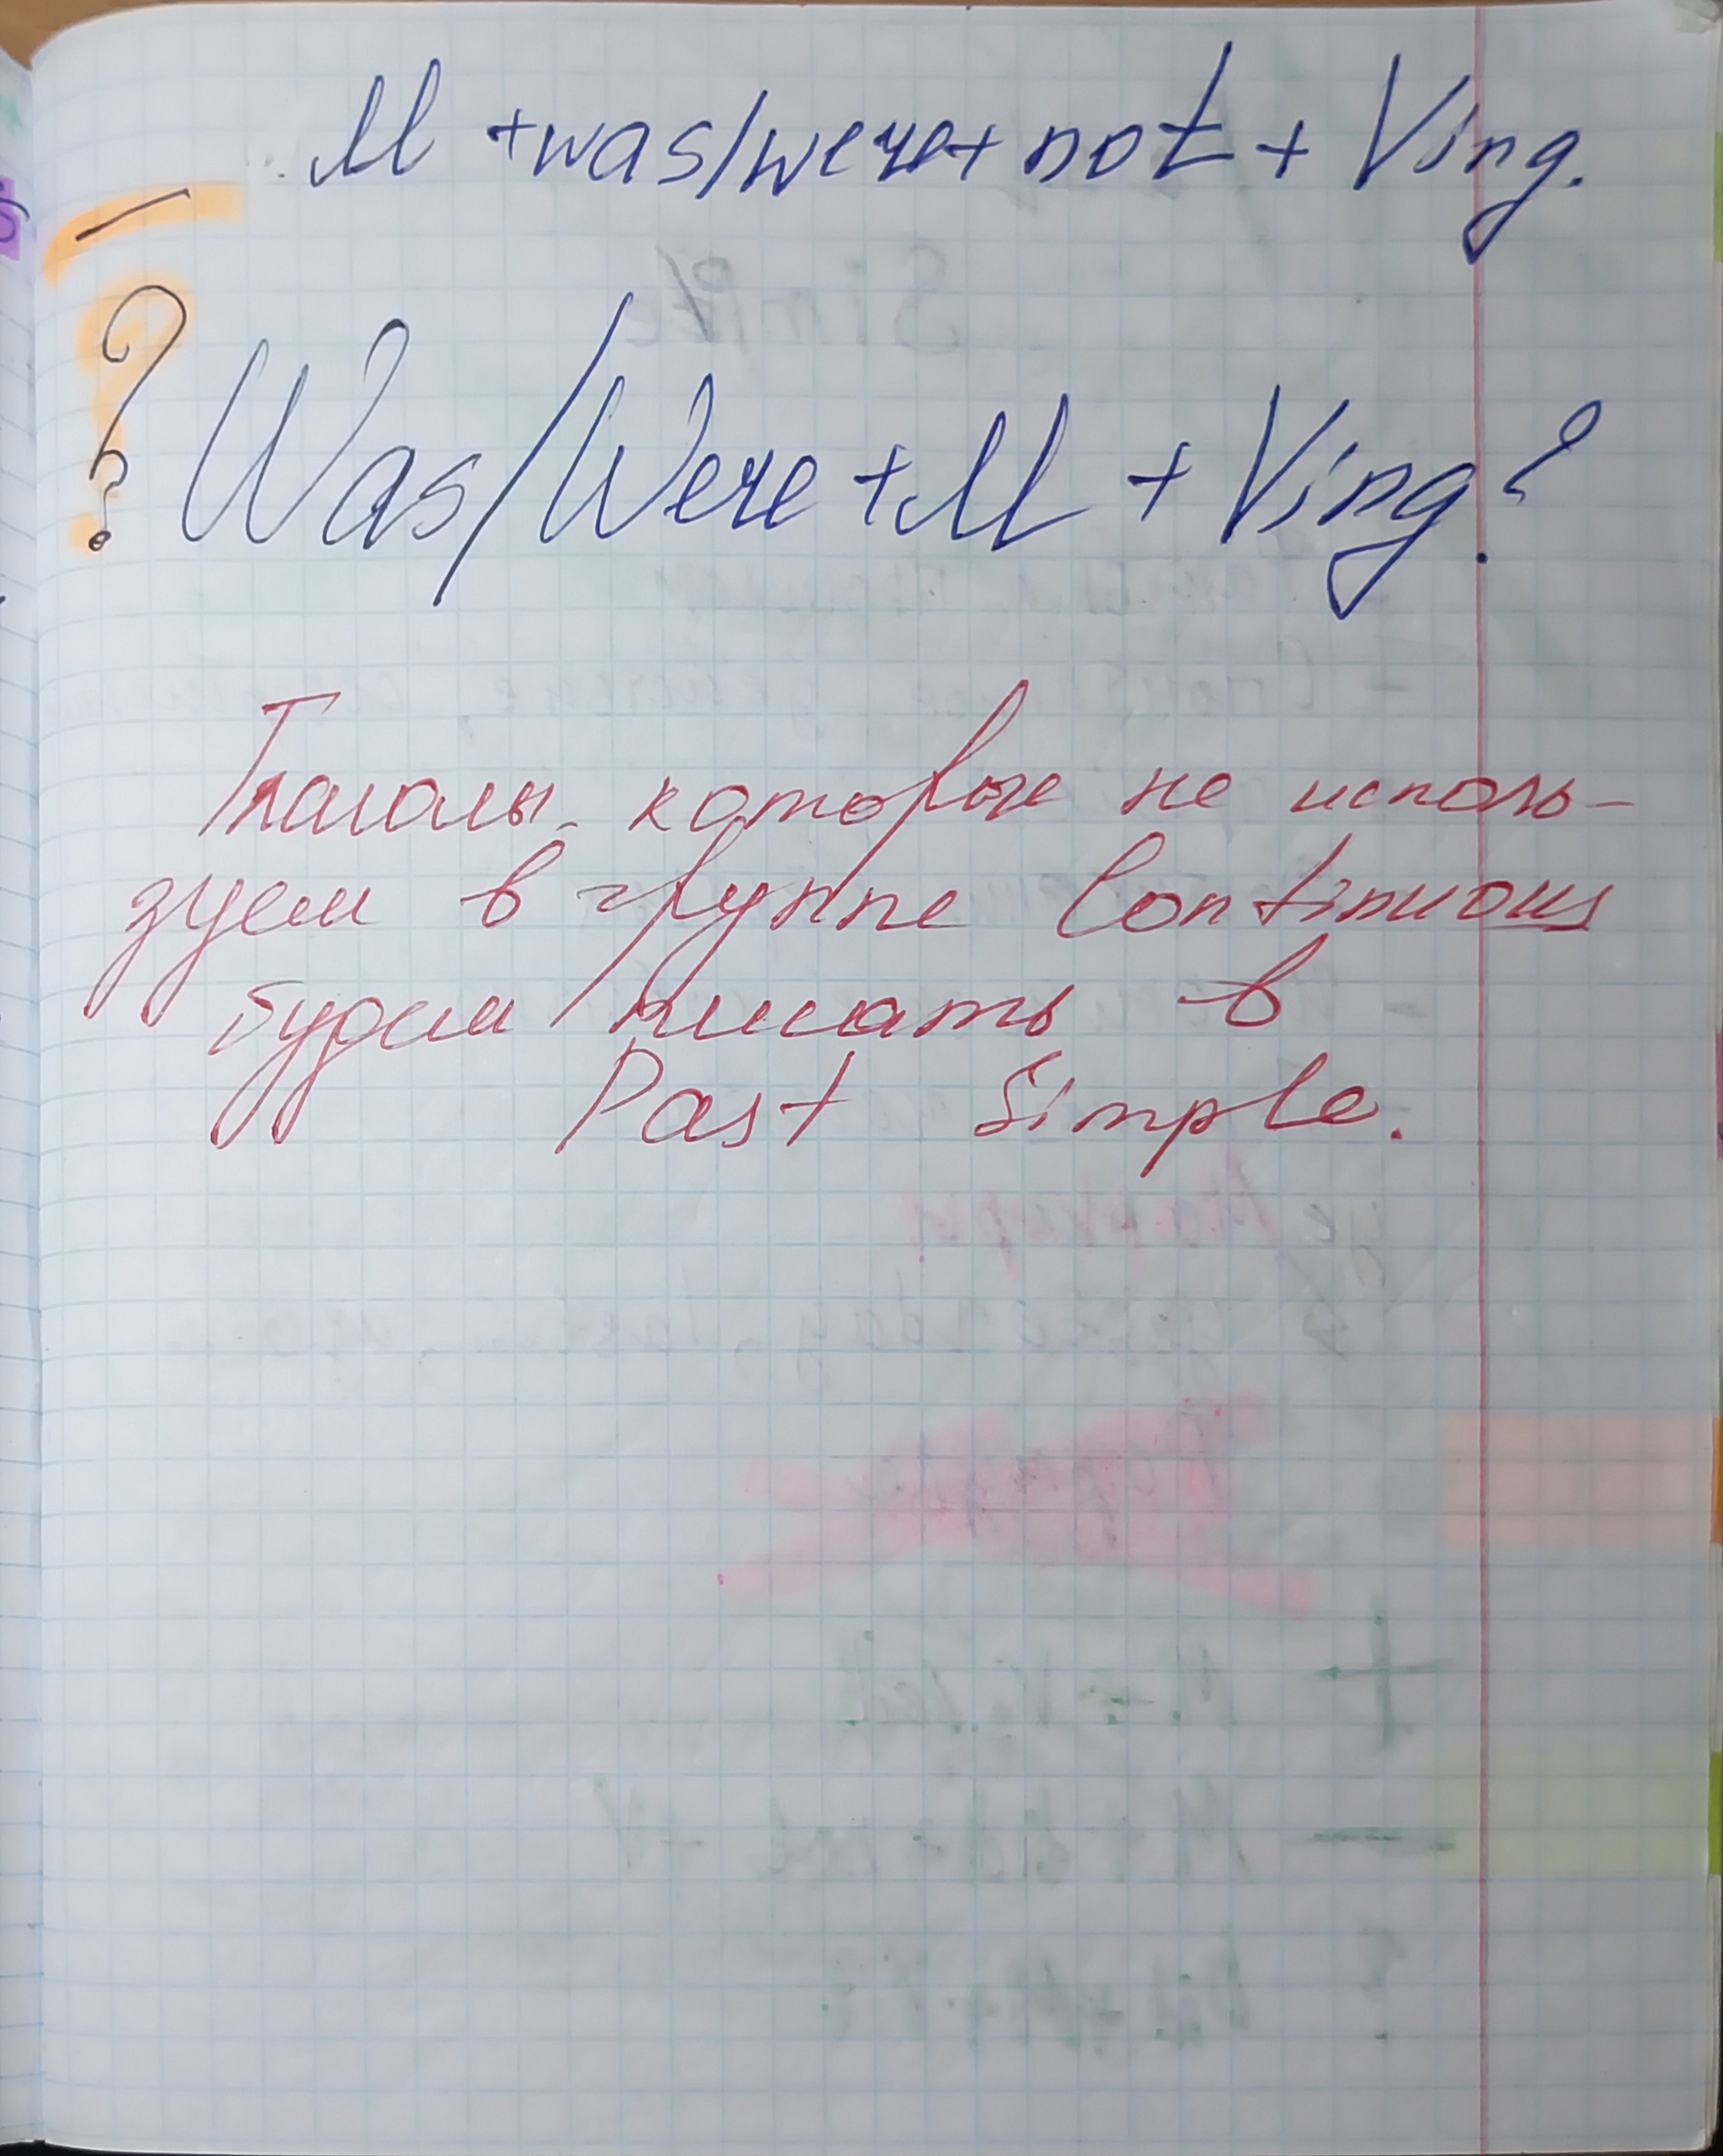 М + was/were + not + Ving.
—
? Was/Were + М + Ving?
Глаголы, которые не исполь-
зуем в группе Continuous
будем писать в
Past Simple.